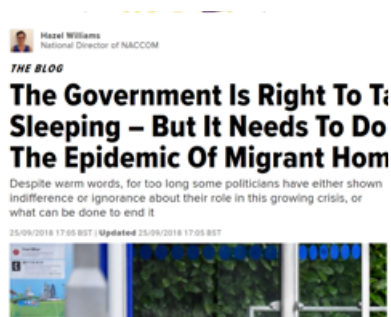 Hazel Williams
National Director of NACCOM
THE BLOG
The Government Is Right To Ta
Sleeping – But It Needs To Do
The Epidemic Of Migrant Hom
Despite warm words, for too long some politicians have either shown
indifference or ignorance about their role in this growing crisis, or
what can be done to end it
25/09/2018 17:05 BST | Updated 25/09/2018 17:05 BST